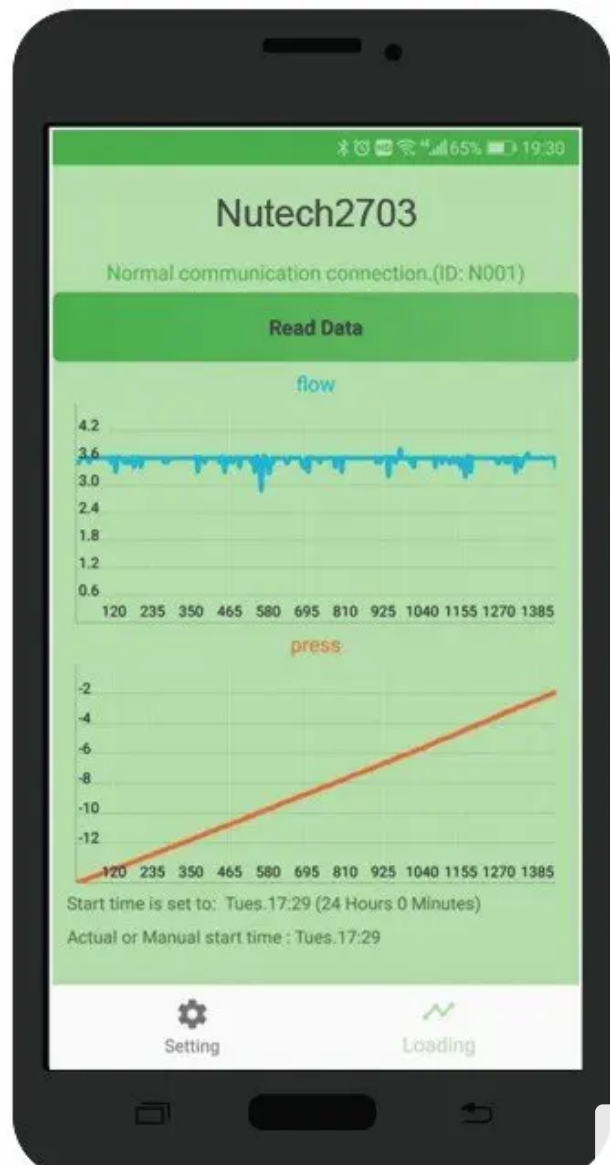 65% 19:30
Nutech2703
Normal communication connection.(ID: N001)
Read Data
flow
4.2
3.6
3.0
2.4
1.8
1.2
0.6
120 235 350 465 580 695 810 925 1040 1155 1270 1385
press
-2
-4
-6
-8
-10
-12
120 235 350 465 580 695 810 925 1040 1155 1270 1385
Start time is set to: Tues.17:29 (24 Hours 0 Minutes)
Actual or Manual start time : Tues.17:29
Setting
Loading